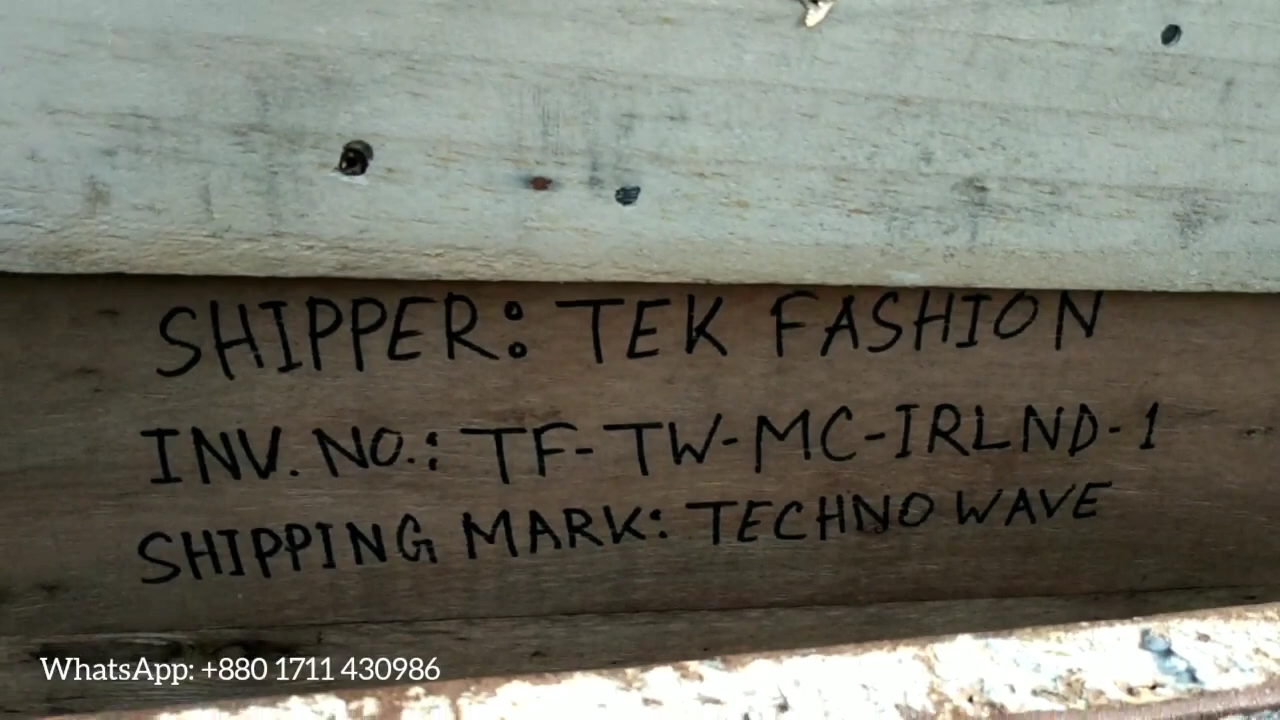 SHIPPER: TEK FASHION
INV. NO.: TF-TW-MC-IRLND-1
SHIPPING MARK: TECHNO WAVE
WhatsApp: +880 1711 430986